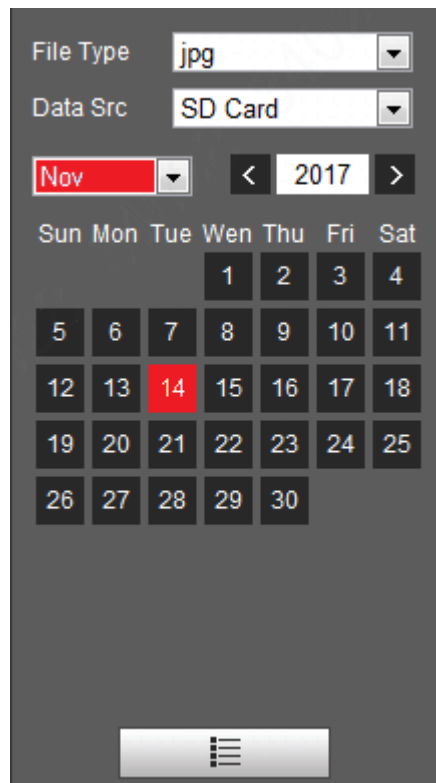 File Type jpg
Data Src SD Card
Nov < 2017 >
Sun Mon Tue Wen Thu Fri Sat
1 2 3 4
5 6 7 8 9 10 11
12 13 14 15 16 17 18
19 20 21 22 23 24 25
26 27 28 29 30